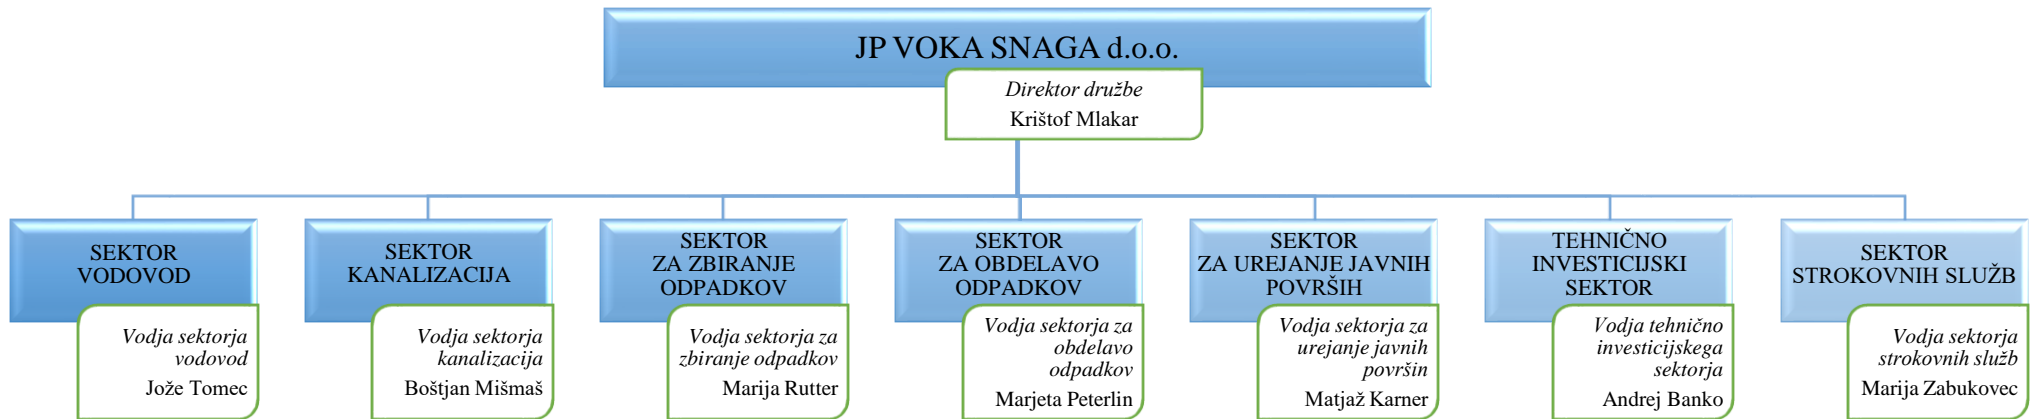 JP VOKA SNAGA d.o.o.
Direktor družbe
Krištof Mlakar
SEKTOR
VODOVOD
Vodja sektorja
vodovod
Jože Tomec
SEKTOR
KANALIZACIJA
Vodja sektorja
kanalizacija
Boštjan Mišmaš
SEKTOR
ZA ZBIRANJE
ODPADKOV
Vodja sektorja za
zbiranje odpadkov
Marija Rutter
SEKTOR
ZA OBDELAVO
ODPADKOV
Vodja sektorja za
obdelavo
odpadkov
Marjeta Peterlin
SEKTOR
ZA UREJANJE JAVNIH
POVRŠIH
Vodja sektorja za
urejanje javnih
površin
Matjaž Karner
TEHNIČNO
INVESTICIJSKI
SEKTOR
Vodja tehnično
investicijskega
sektorja
Andrej Banko
SEKTOR
STROKOVNIH SLUŽB
Vodja sektorja
strokovnih služb
Marija Zabukovec